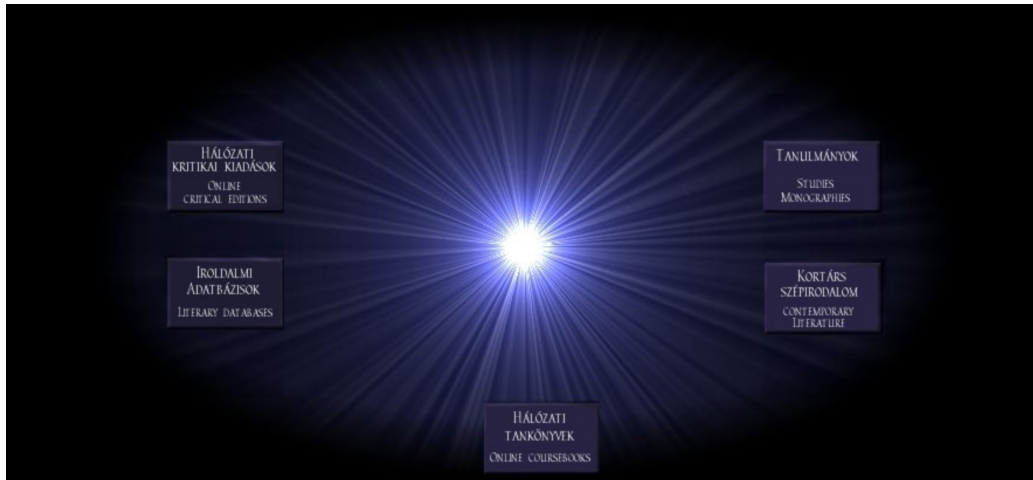 HÁLÓZATI
KRITIKAI KIADÁSOK
ONLINE
CRITICAL EDITIONS
IROLDALMI
ADATBÁZISOK
LITERARY DATABASES
TANULMÁNYOK
STUDIES
MONOGRAPHIES
KORTÁRS
SZÉPIRODALOM
CONTEMPORARY
LITERATURE
HÁLÓZATI
TANKÖNYVEK
ONLINE COURSEBOOKS